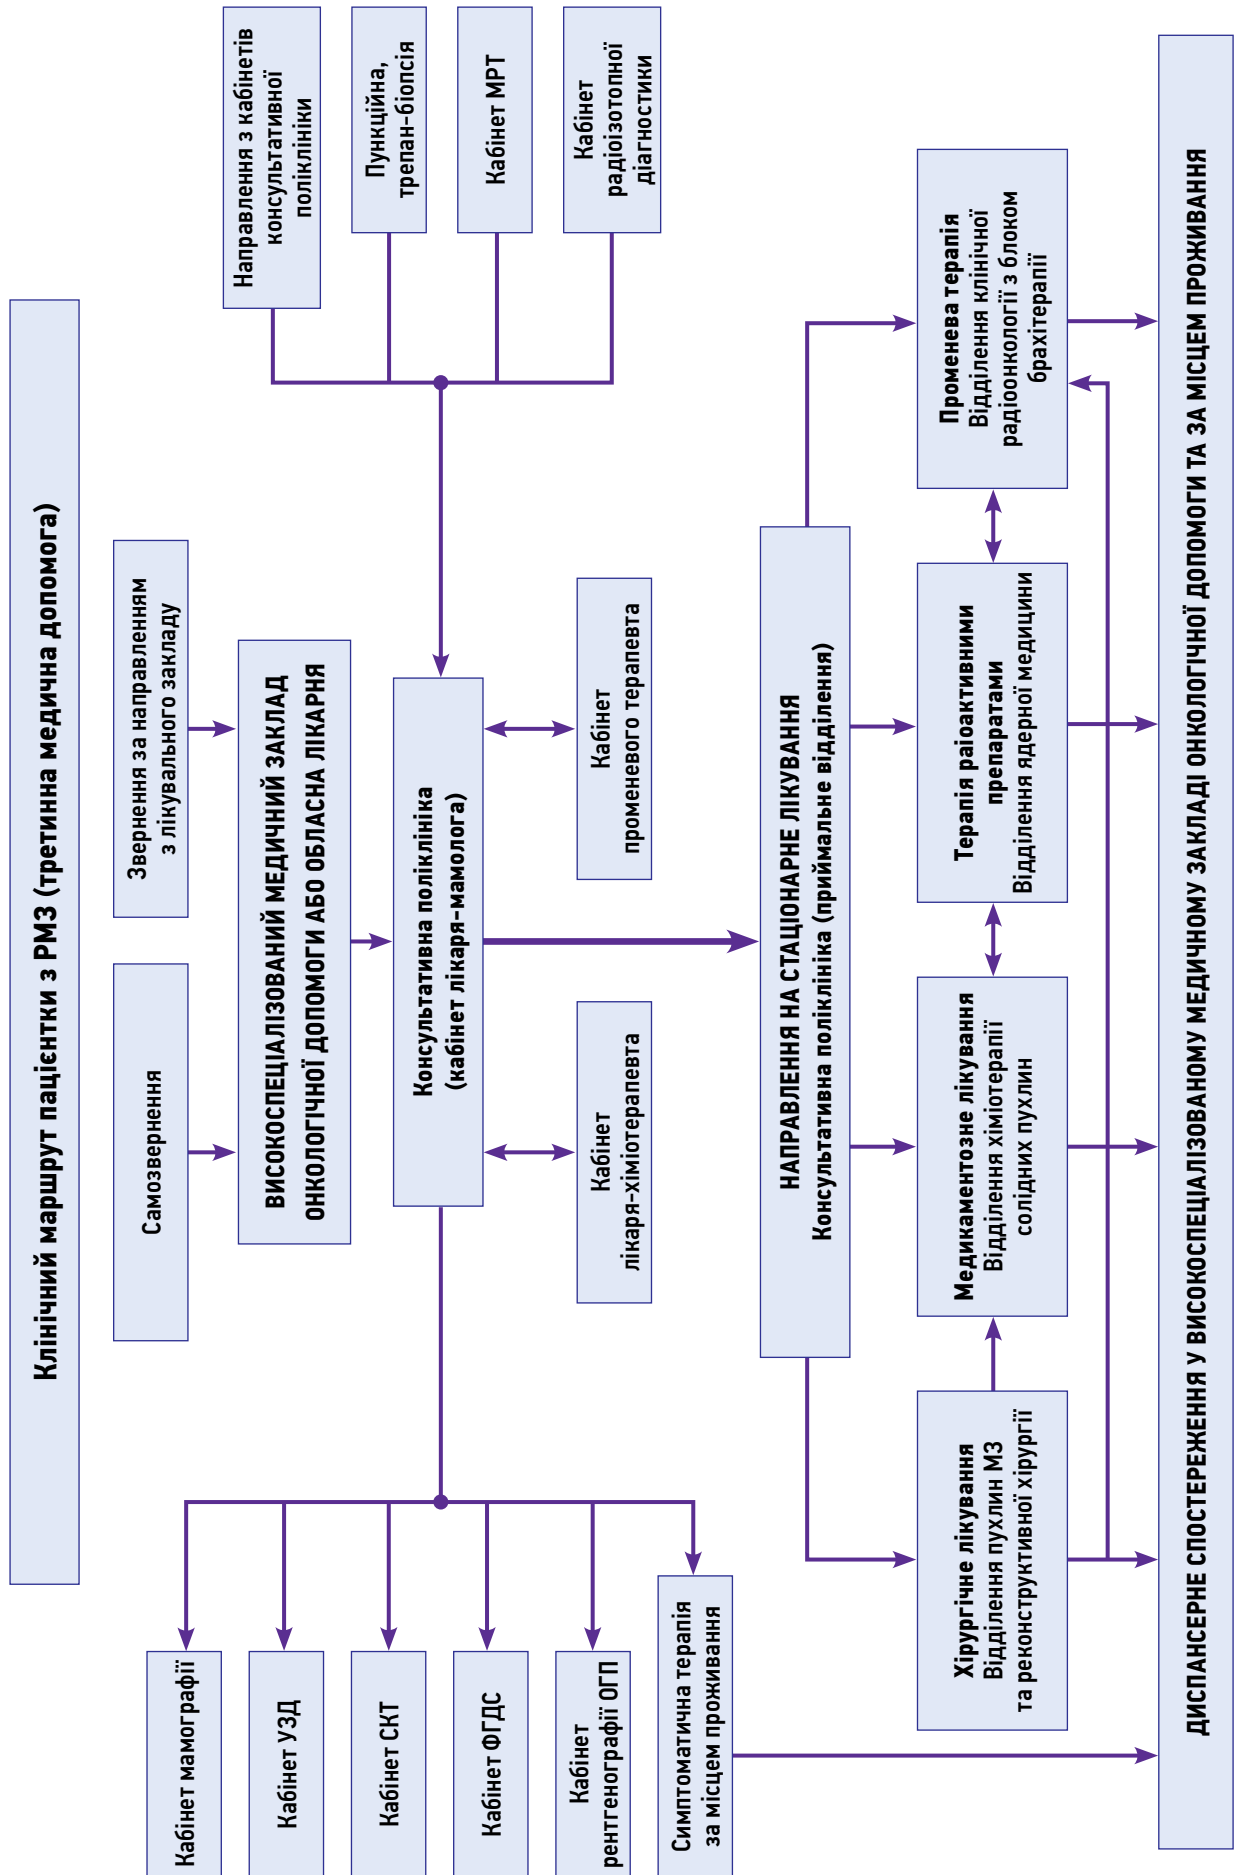 Клінічний маршрут пацієнтки з РМЗ (третинна медична допомога)
Самозвернення
Звернення за направленням
з лікувального закладу
ВИСОКОСПЕЦІАЛІЗОВАНИЙ МЕДИЧНИЙ ЗАКЛАД
ОНКОЛОГІЧНОЇ ДОПОМОГИ АБО ОБЛАСНА ЛІКАРНЯ
Консультативна поліклініка
(кабінет лікаря-мамолога)
Кабінет
лікаря-хіміотерапевта
Кабінет
променевого терапевта
Кабінет мамографії
Кабінет УЗД
Кабінет СКТ
Кабінет ФГДС
Кабінет
рентгенографії ОГП
Симптоматична терапія
за місцем проживання
Направлення з кабінетів
консультативної
поліклініки
Пункційна,
трепан-біопсія
Кабінет МРТ
Кабінет
радіоізотопної
діагностики
НАПРАВЛЕННЯ НА СТАЦІОНАРНЕ ЛІКУВАННЯ
Консультативна поліклініка (приймальне відділення)
Хірургічне лікування
Відділення пухлин МЗ
та реконструктивної хірургії
Медикаментозне лікування
Відділення хіміотерапії
солідних пухлин
Терапія раіоактивними
препаратами
Відділення ядерної медицини
Променева терапія
Відділення клінічної
радіоонкології з блоком
брахітерапії
ДИСПАНСЕРНЕ СПОСТЕРЕЖЕННЯ У ВИСОКОСПЕЦІАЛІЗОВАНОМУ МЕДИЧНОМУ ЗАКЛАДІ ОНКОЛОГІЧНОЇ ДОПОМОГИ ТА ЗА МІСЦЕМ ПРОЖИВАННЯ